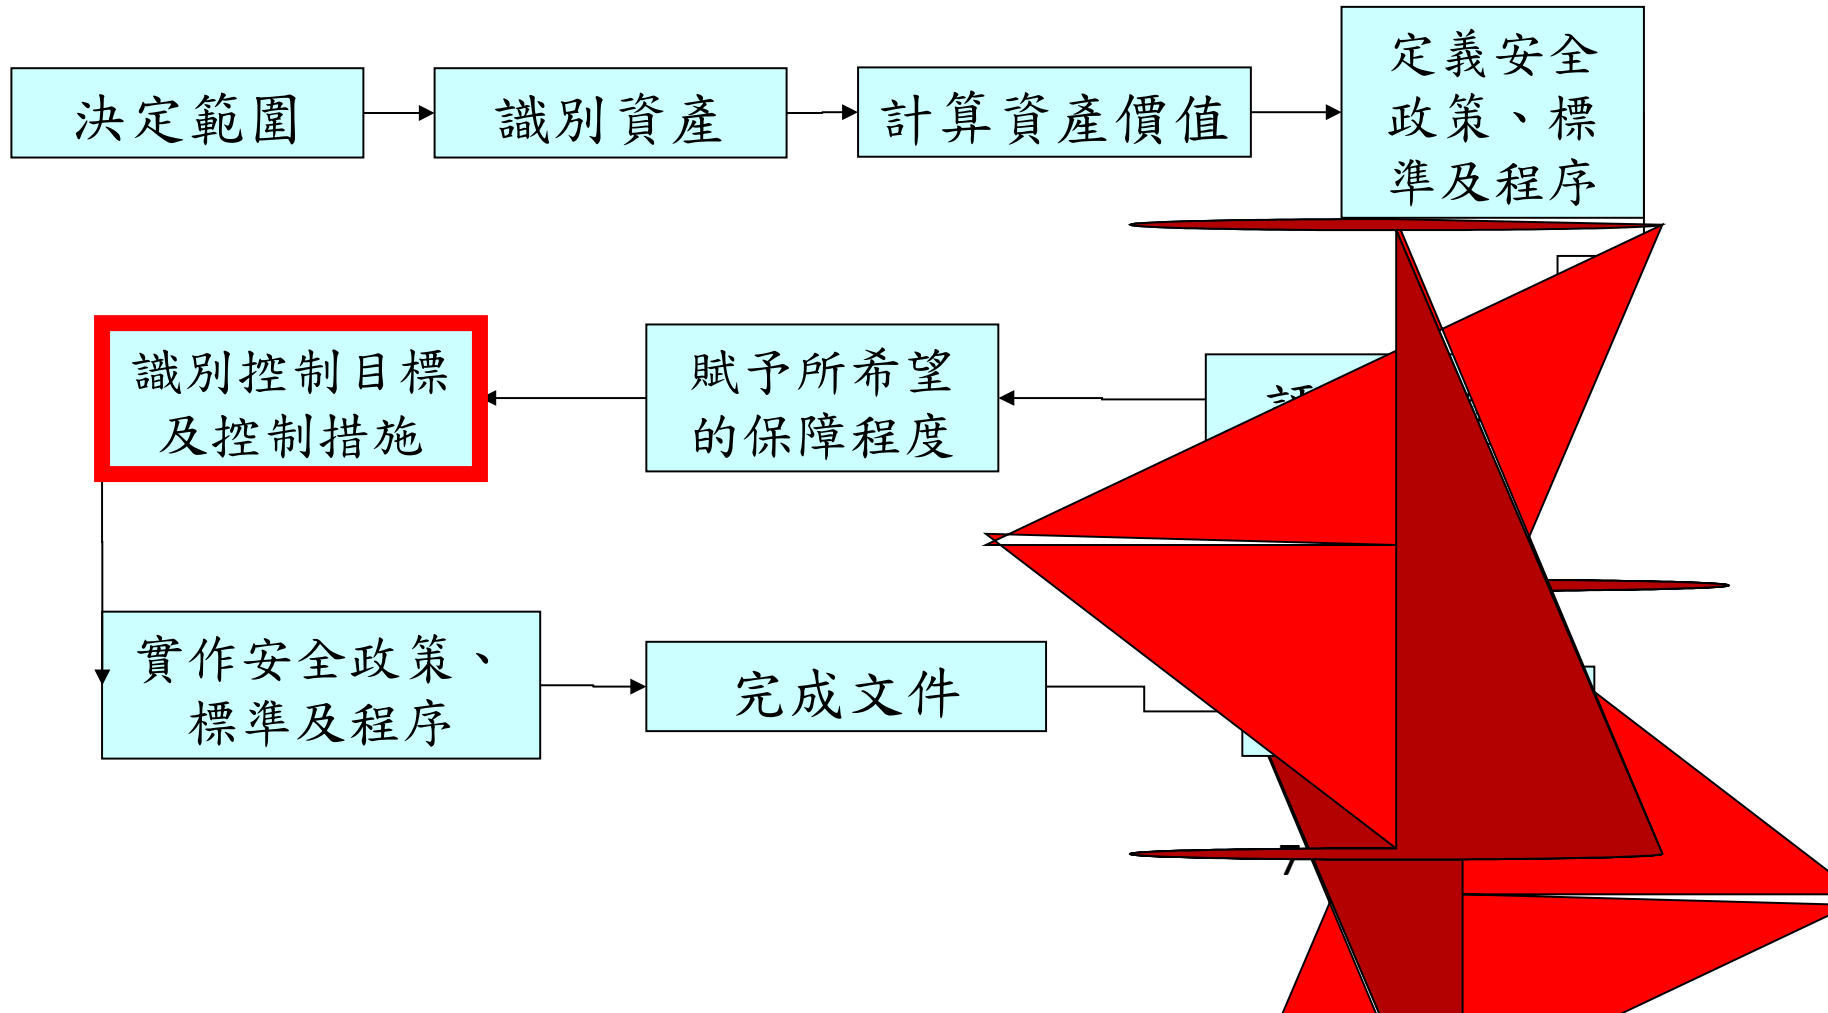 決定範圍
識別資產
計算資產價值
定義安全
政策、標
準及程序
識別控制目標
及控制措施
賦予所希望
的保障程度
實作安全政策、
標準及程序
完成文件